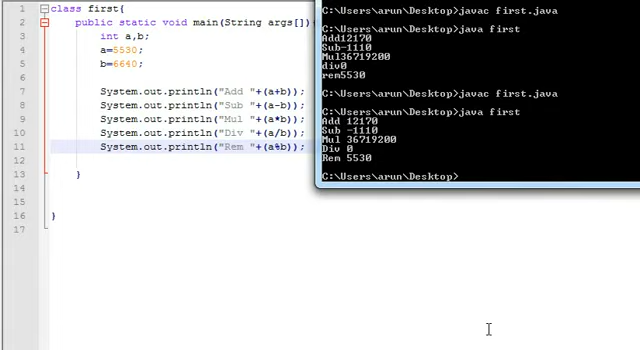 1 class first{
2 public static void main(String args[]){
3 int a,b;
4 a=5530;
5 b=6640;
6
7 System.out.println("Add "+(a+b));
8 System.out.println("Sub "+(a-b));
9 System.out.println("Mul "+(a*b));
10 System.out.println("Div "+(a/b));
11 System.out.println("Rem "+(a%b));
12
13 }
14
15
16 }
17
C:\Users\arun\Desktop>javac first.java
C:\Users\arun\Desktop>java first
Add12170
Sub-1110
Mul36719200
div0
rem5530
C:\Users\arun\Desktop>javac first.java
C:\Users\arun\Desktop>java first
Add 12170
Sub -1110
Mul 36719200
Div 0
Rem 5530
C:\Users\arun\Desktop>